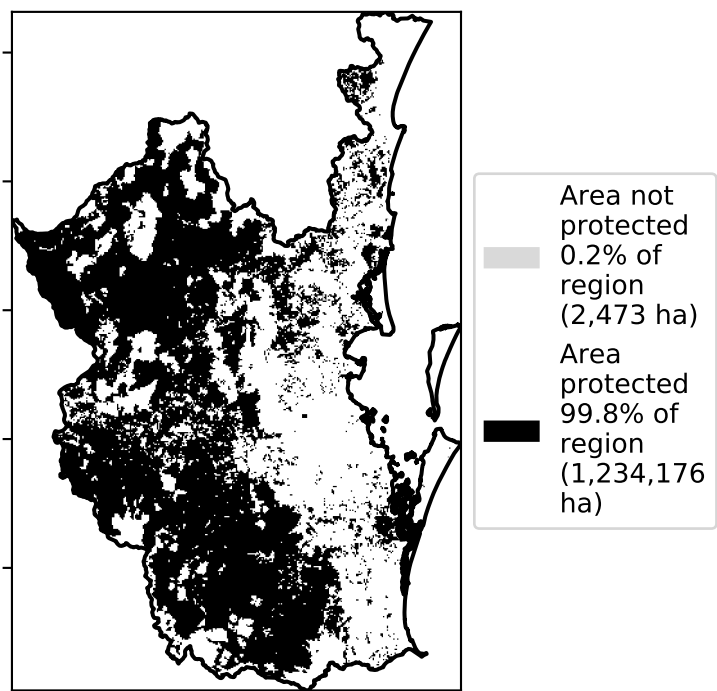 Area not
protected
0.2% of
region
(2,473 ha)
Area
protected
99.8% of
region
(1,234,176
ha)